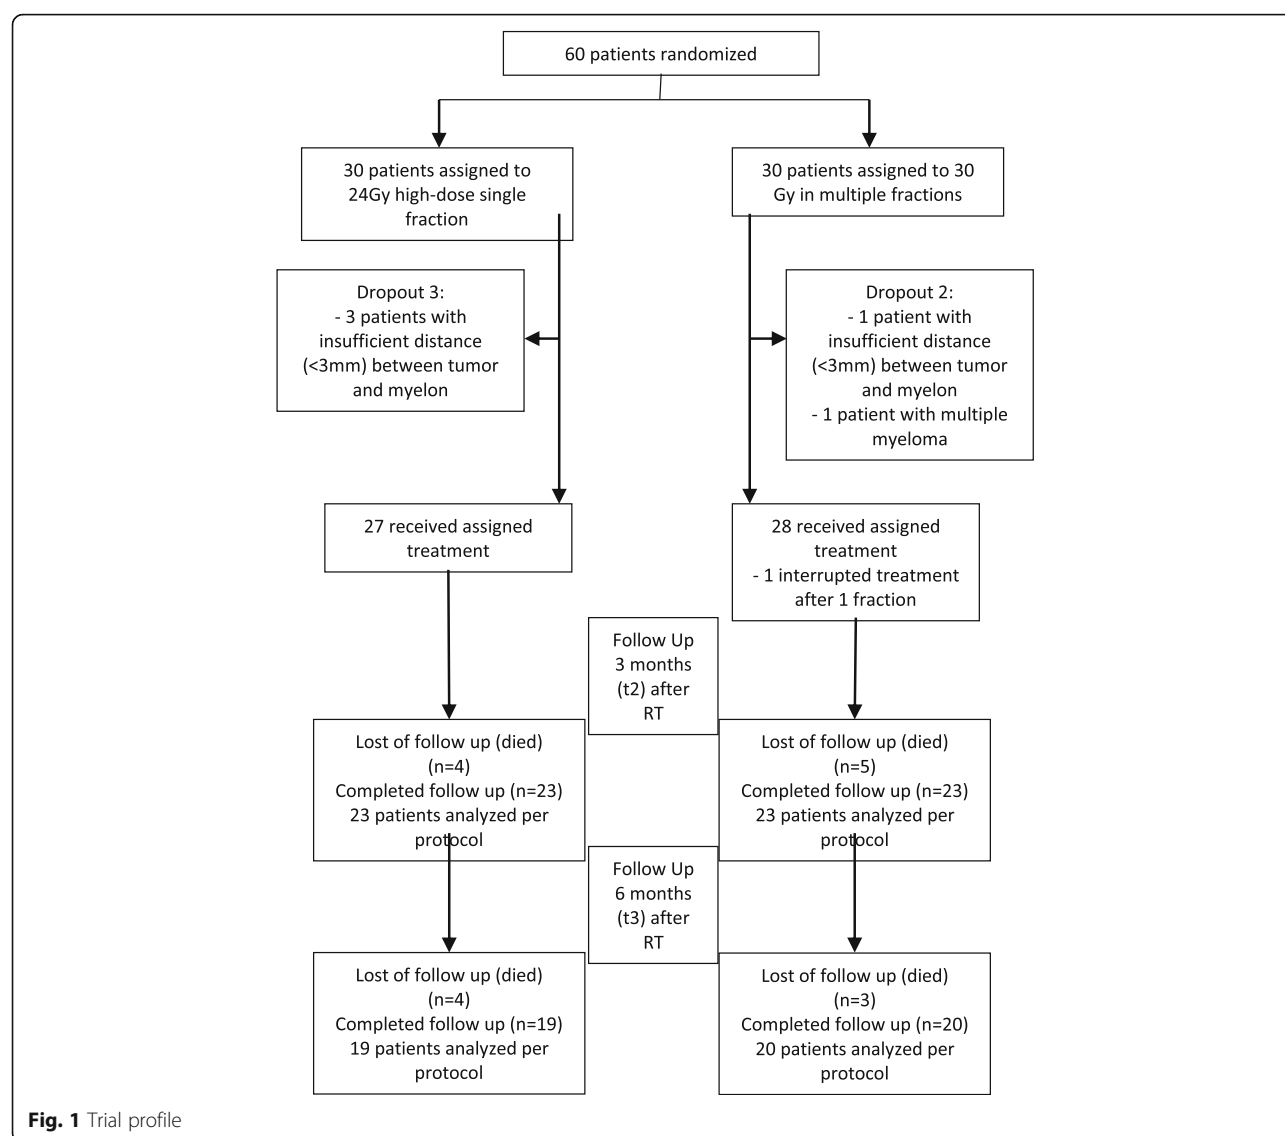 60 patients randomized
30 patients assigned to
24Gy high-dose single
fraction
30 patients assigned to 30
Gy in multiple fractions
Dropout 3:
- 3 patients with
insufficient distance
(<3mm) between tumor
and myelon
Dropout 2:
- 1 patient with
insufficient distance
(<3mm) between tumor
and myelon
- 1 patient with multiple
myeloma
27 received assigned
treatment
28 received assigned
treatment
- 1 interrupted treatment
after 1 fraction
Follow Up
3 months
(t2) after
RT
Lost of follow up (died)
(n=4)
Completed follow up (n=23)
23 patients analyzed per
protocol
Lost of follow up (died)
(n=5)
Completed follow up (n=23)
23 patients analyzed per
protocol
Follow Up
6 months
(t3) after
RT
Lost of follow up (died)
(n=4)
Completed follow up (n=19)
19 patients analyzed per
protocol
Lost of follow up (died)
(n=3)
Completed follow up (n=20)
20 patients analyzed per
protocol
Fig. 1 Trial profile